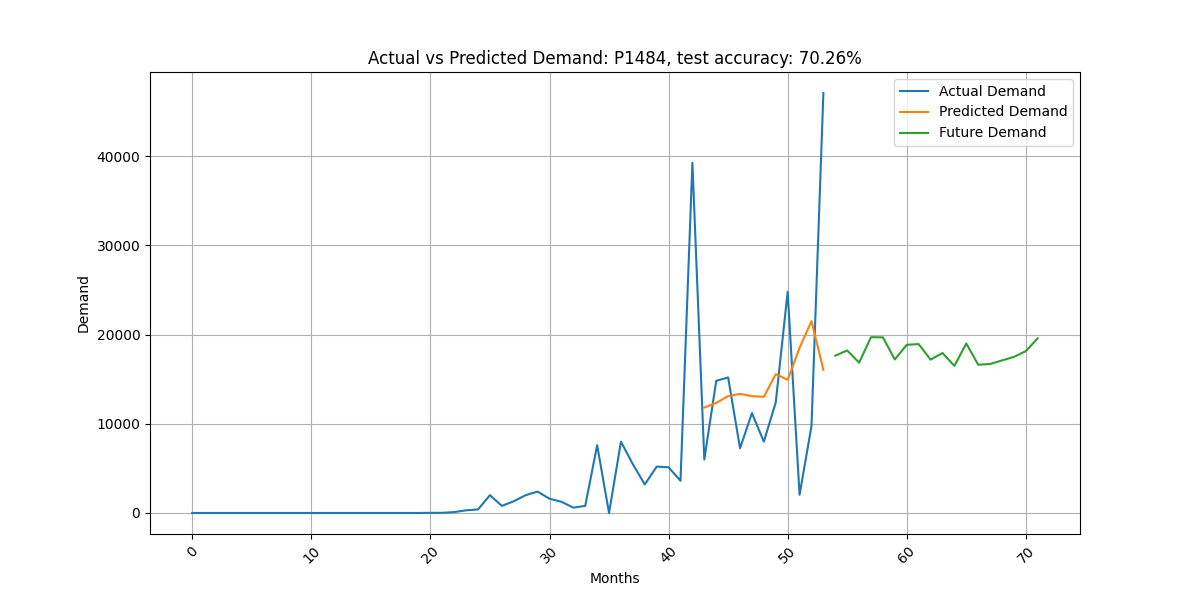 Actual vs Predicted Demand: P1484, test accuracy: 70.26%
Actual Demand
Predicted Demand
Future Demand
Demand
40000
30000
20000
10000
0
0 10 20 30 40 50 60 70
Months